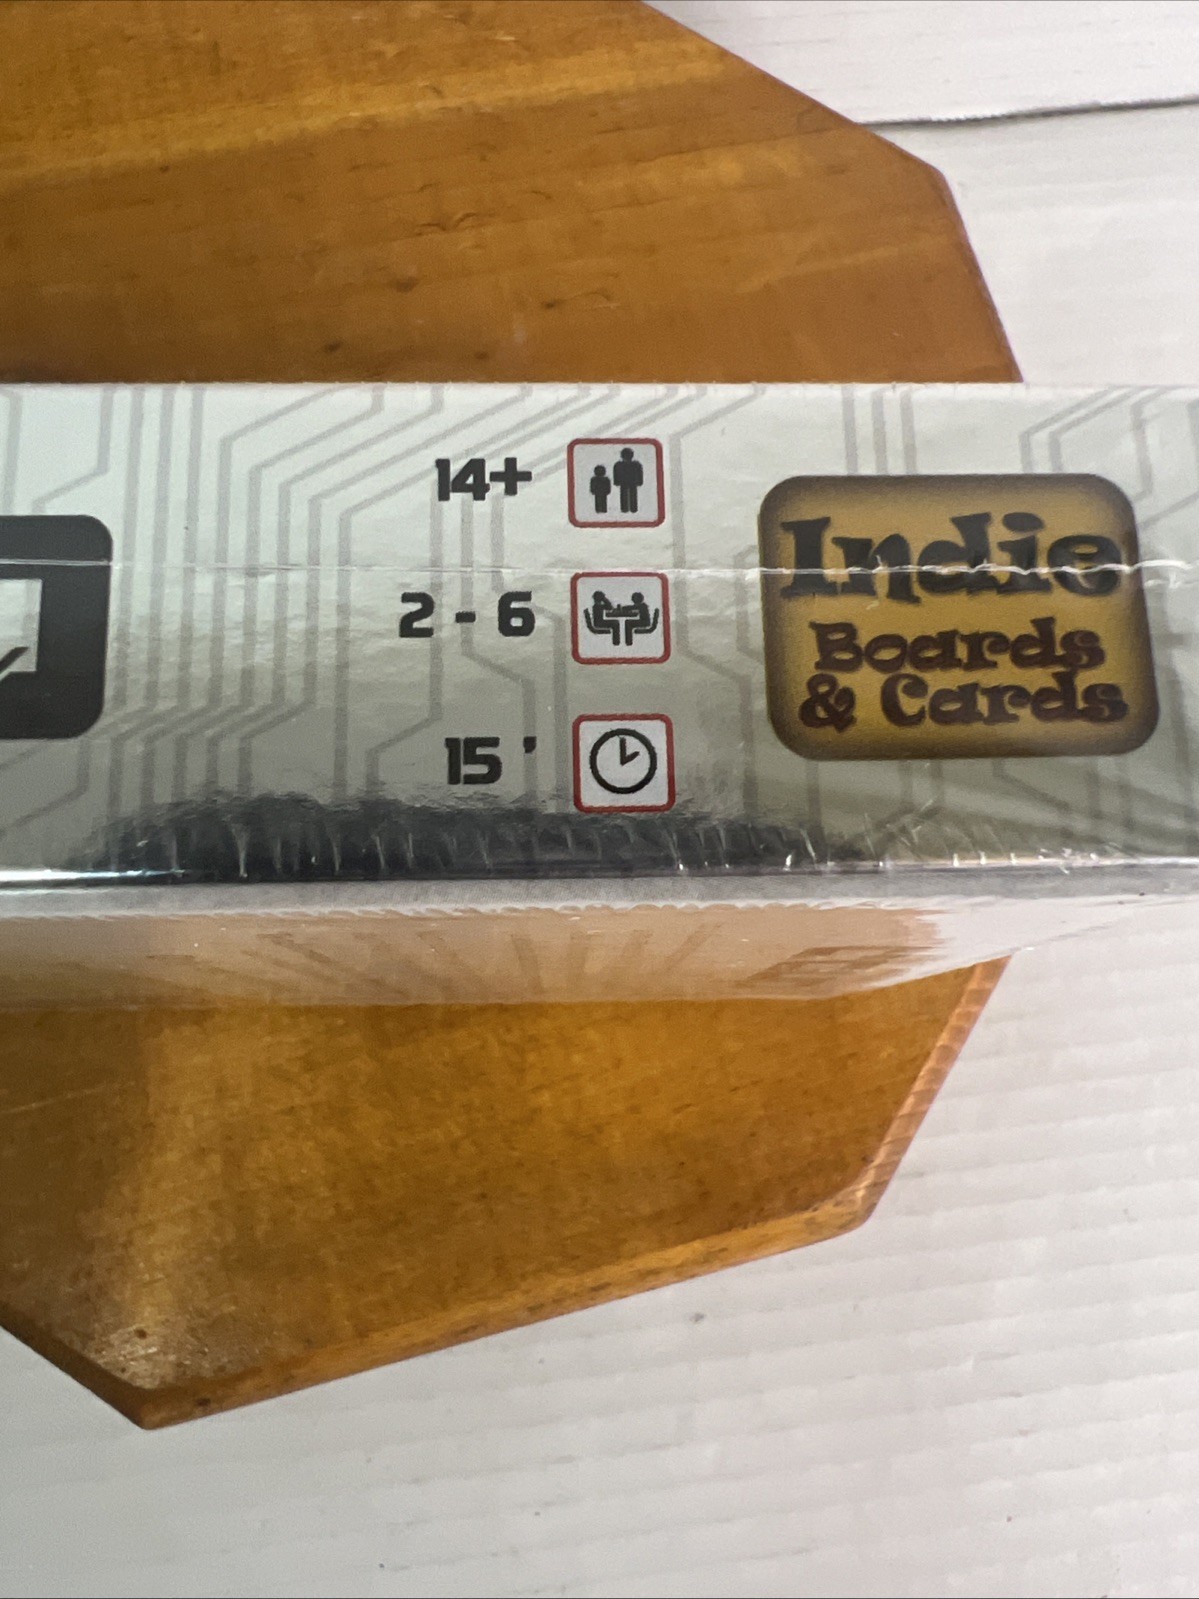 14+
2 - 6
15 '
Indie
Boards
& Cards